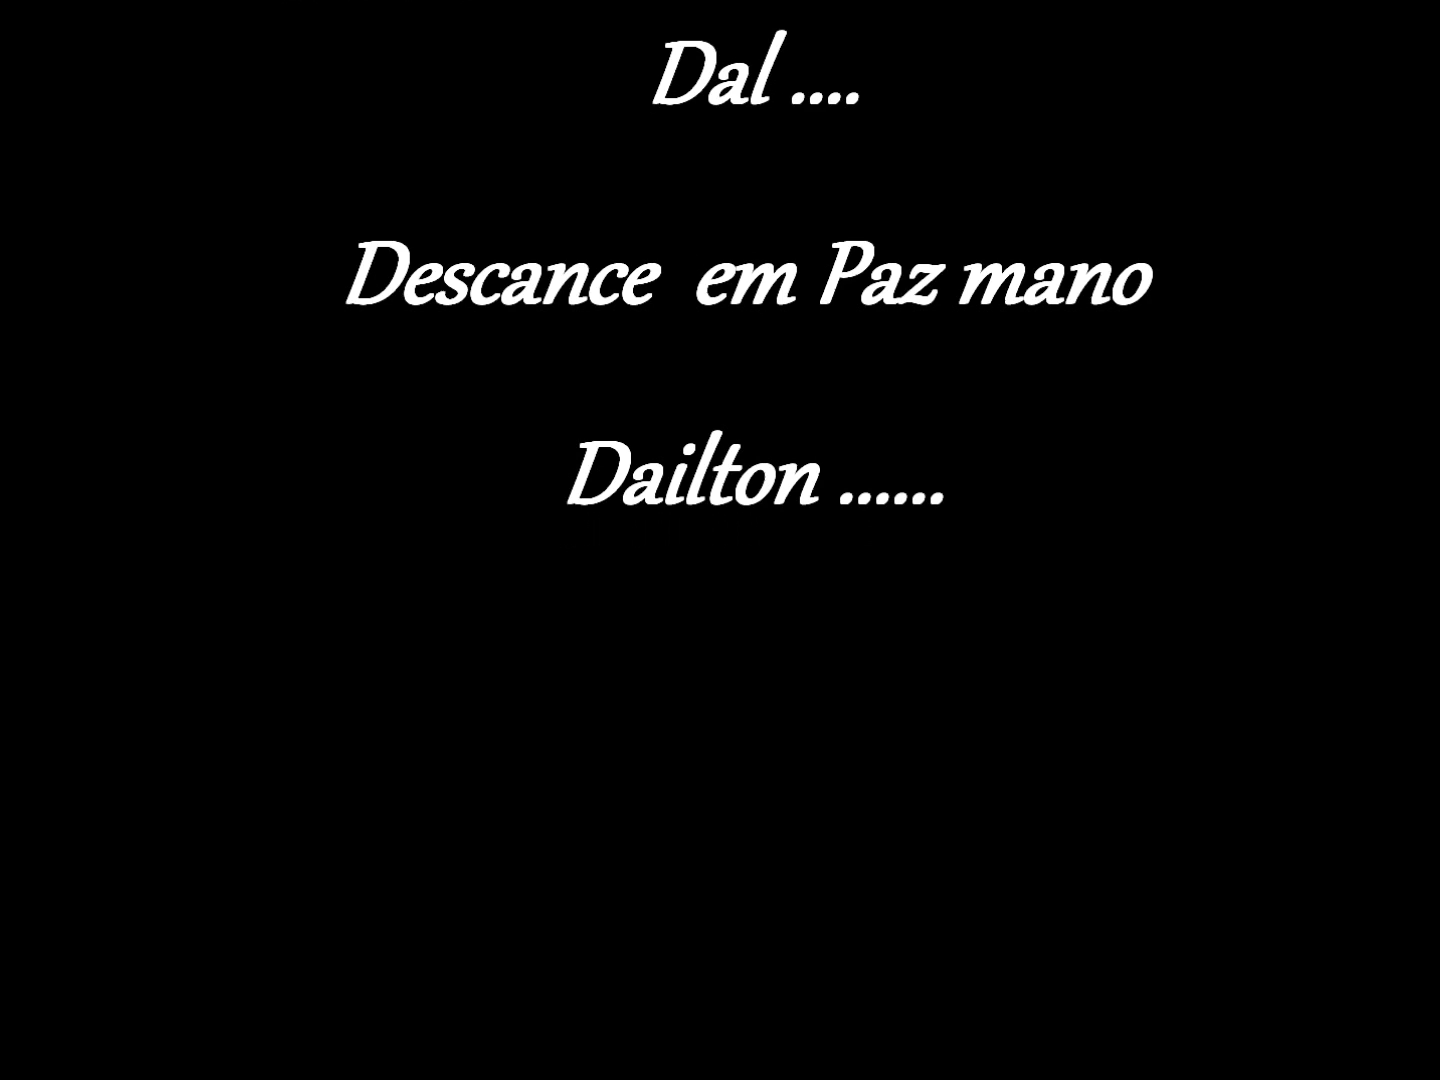 Dal ....
Descance  em Paz mano
Dailton ......